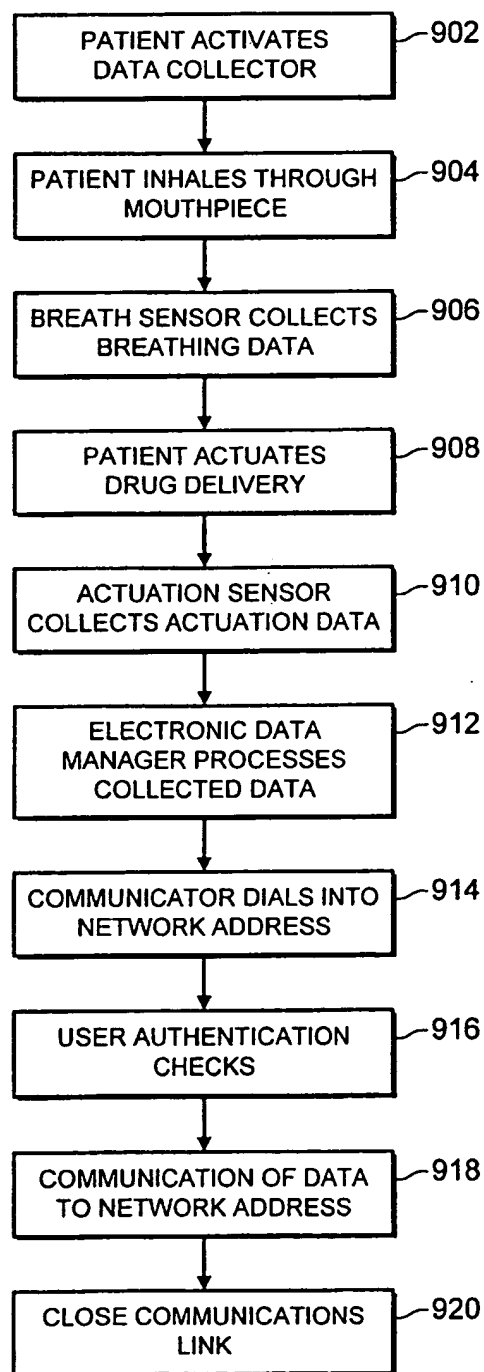 PATIENT ACTIVATES
DATA COLLECTOR
902
PATIENT INHALES THROUGH
MOUTHPIECE
904
BREATH SENSOR COLLECTS
BREATHING DATA
906
PATIENT ACTUATES
DRUG DELIVERY
908
ACTUATION SENSOR
COLLECTS ACTUATION DATA
910
ELECTRONIC DATA
MANAGER PROCESSES
COLLECTED DATA
912
COMMUNICATOR DIALS INTO
NETWORK ADDRESS
914
USER AUTHENTICATION
CHECKS
916
COMMUNICATION OF DATA
TO NETWORK ADDRESS
918
CLOSE COMMUNICATIONS
LINK
920